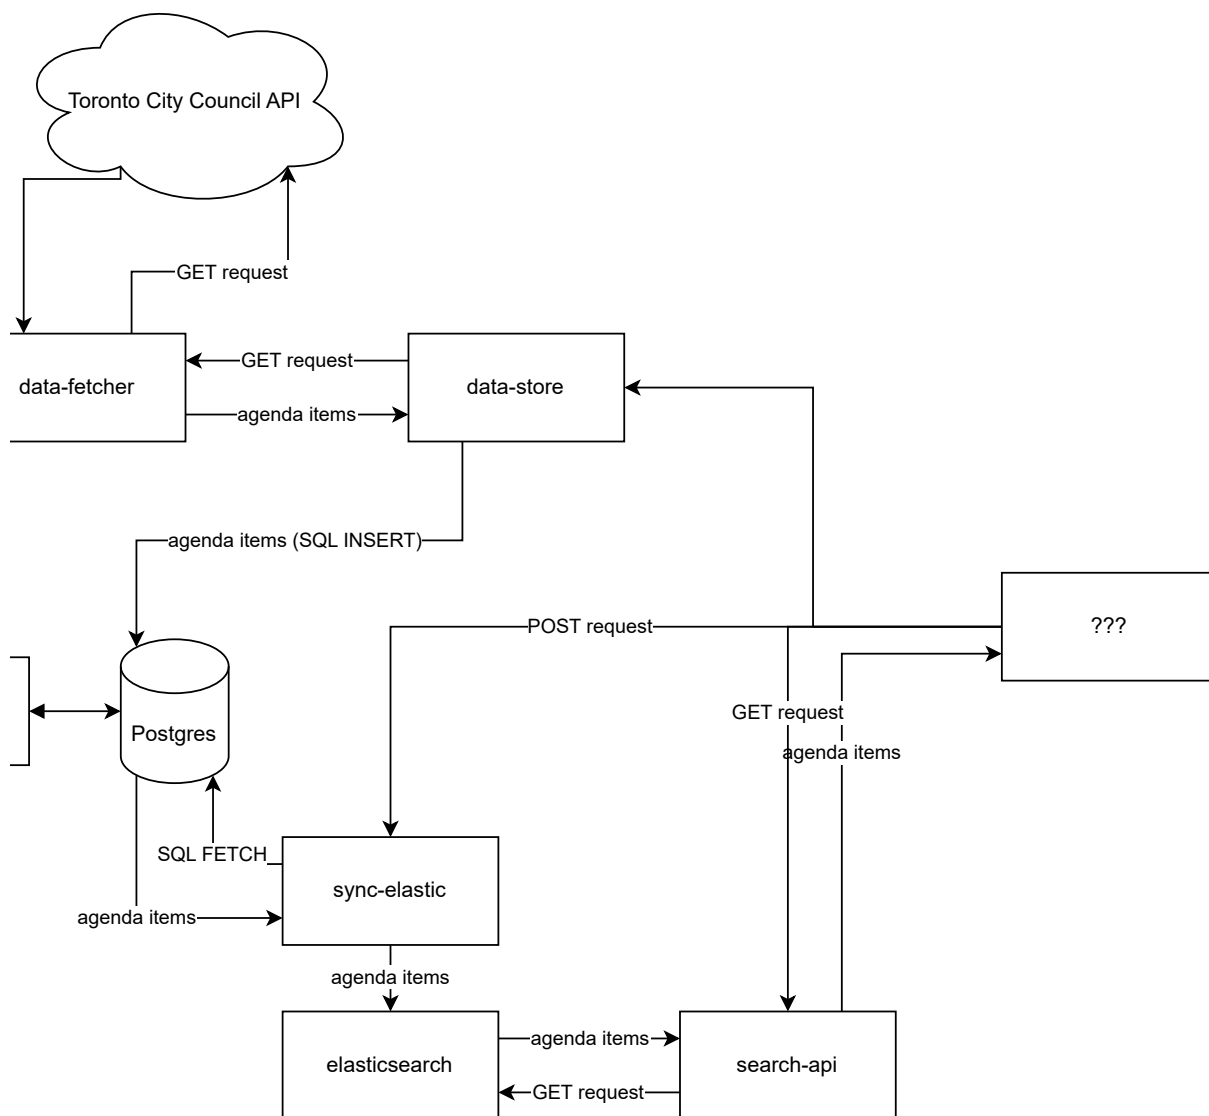 Toronto City Council API
GET request
data-fetcher
GET request
agenda items
data-store
agenda items (SQL INSERT)
POST request
???
Postgres
GET request
agenda items
SQL FETCH
sync-elastic
agenda items
agenda items
elasticsearch
agenda items
GET request
search-api